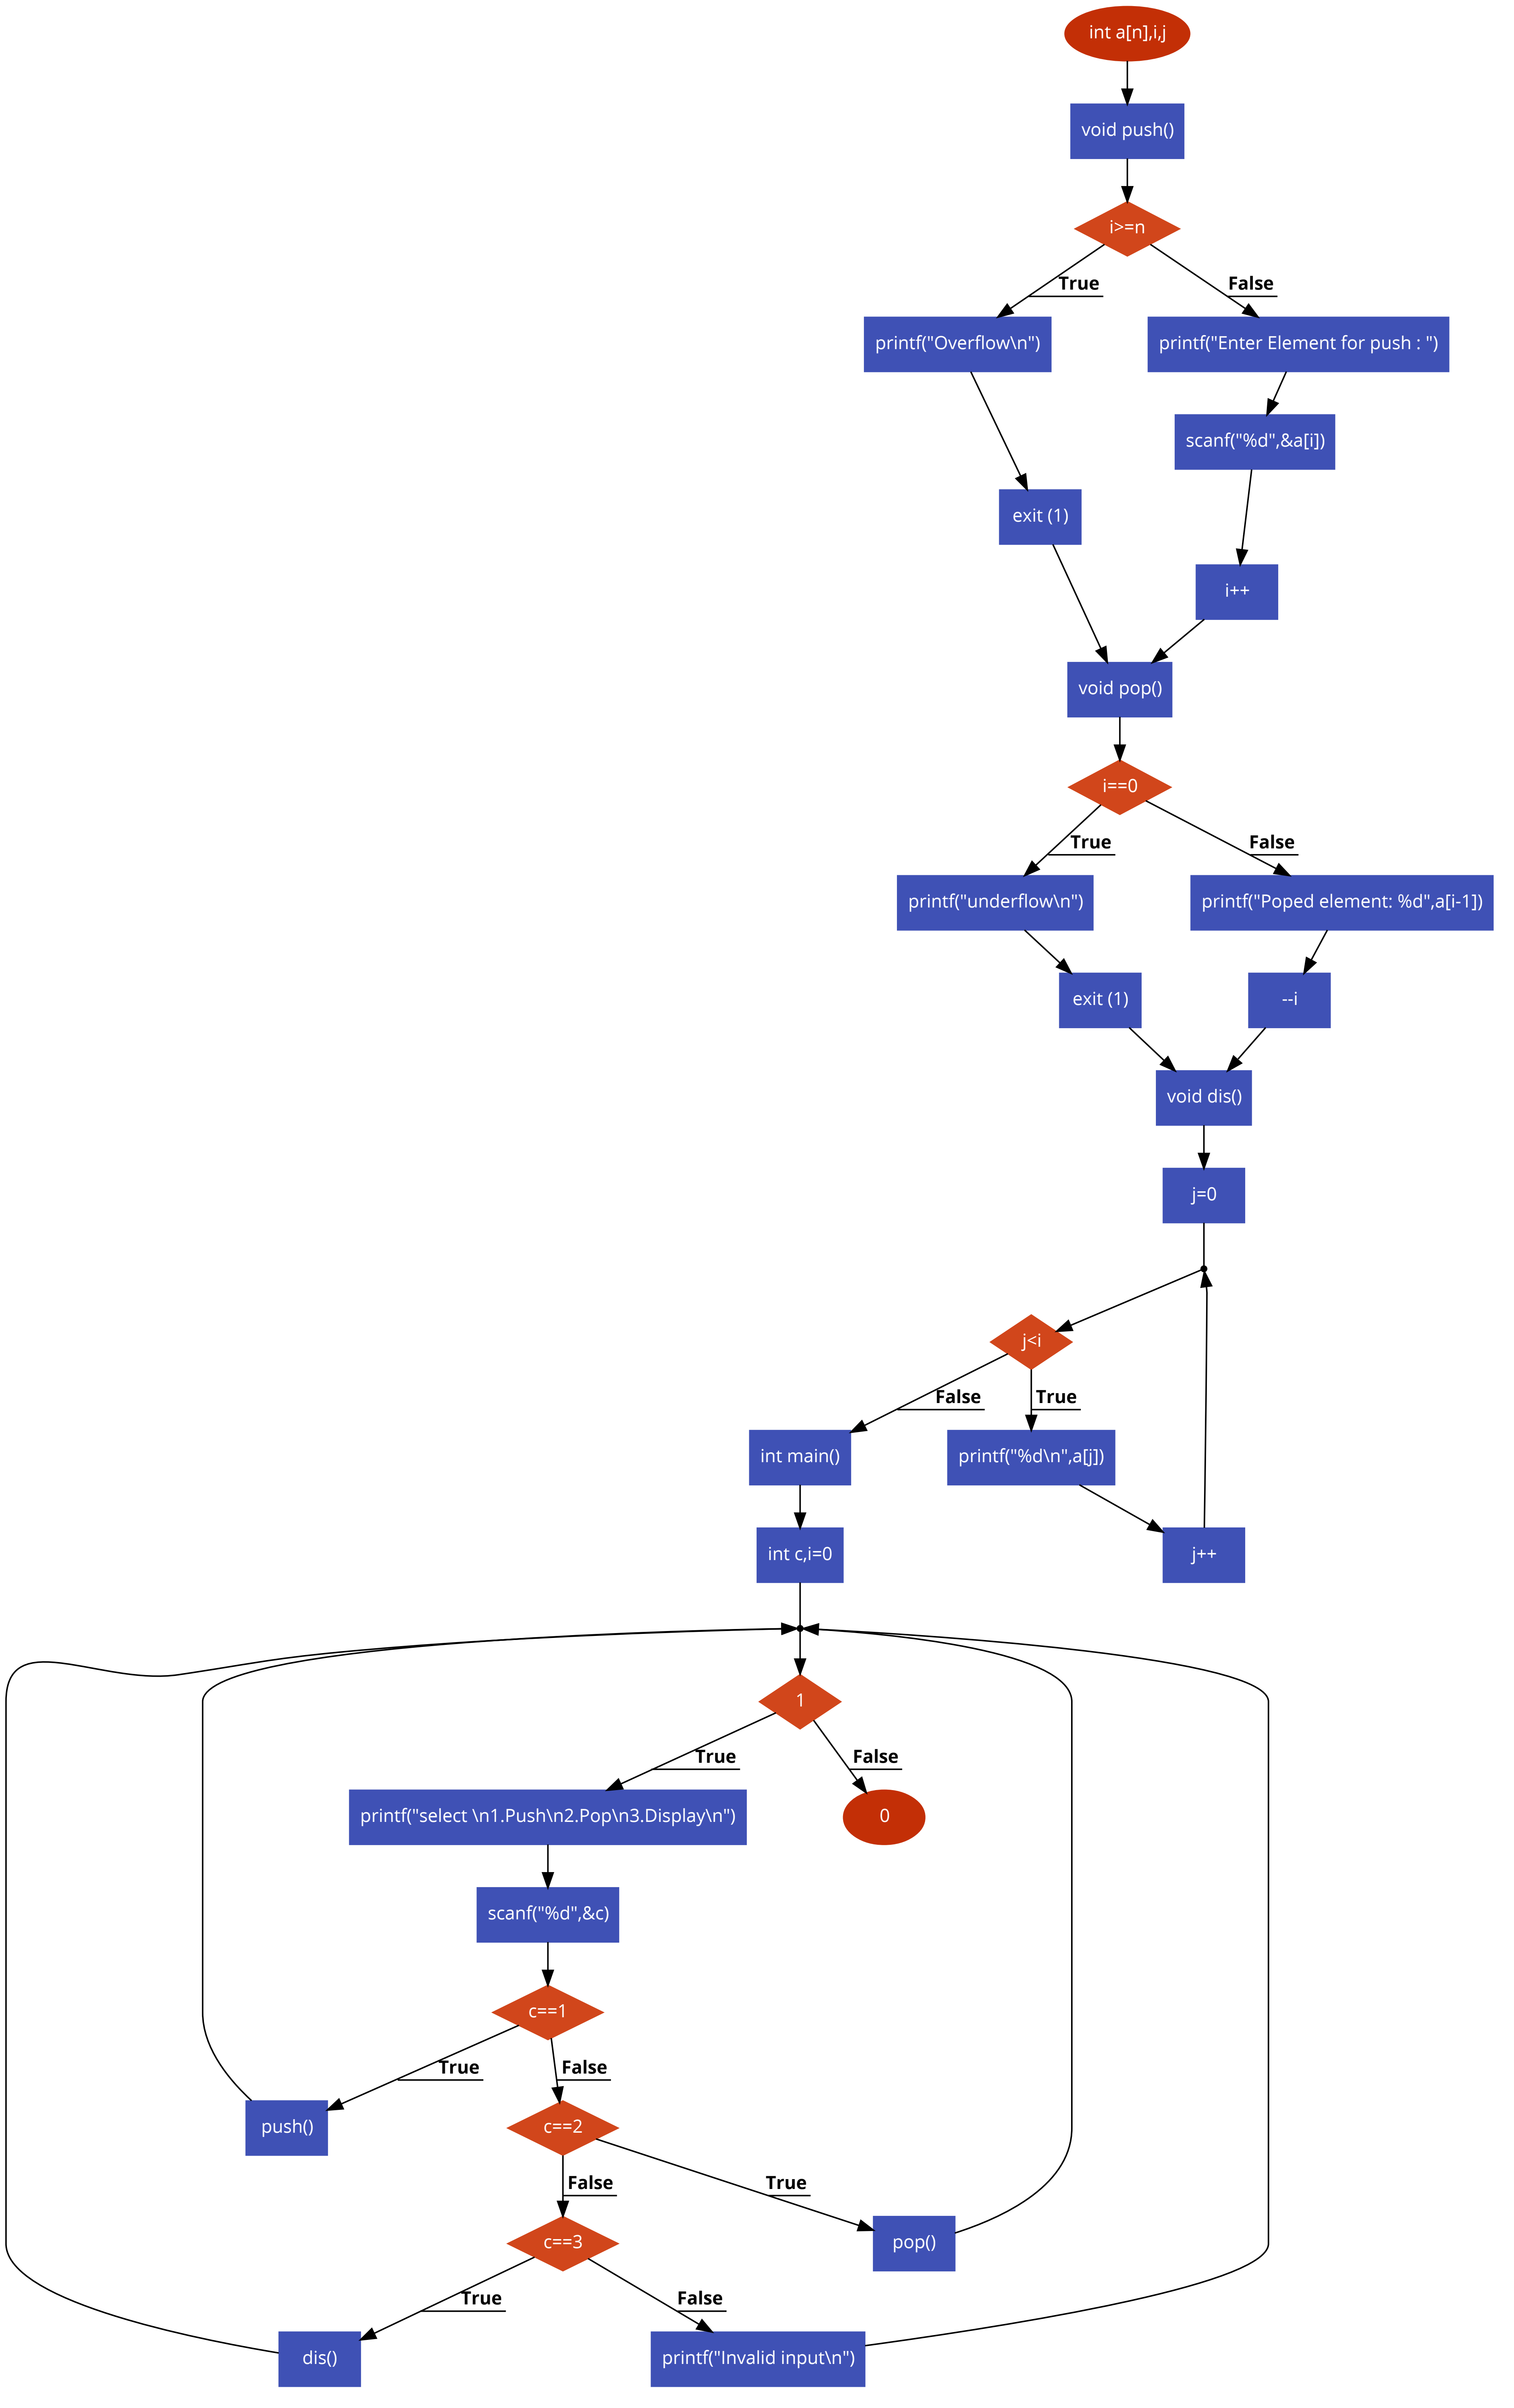 int a[n],i,j
void push()
i>=n
True
False
printf("Overflow\n")
printf("Enter Element for push : ")
scanf("%d",&a[i])
exit (1)
i++
void pop()
i==0
True
False
printf("underflow\n")
printf("Poped element: %d",a[i-1])
exit (1)
--i
void dis()
j=0
j<i
False
True
int main()
printf("%d\n",a[j])
int c,i=0
j++
1
True
False
printf("select \n1.Push\n2.Pop\n3.Display\n")
0
scanf("%d",&c)
c==1
True
False
push()
c==2
False
True
c==3
pop()
True
False
dis()
printf("Invalid input\n")